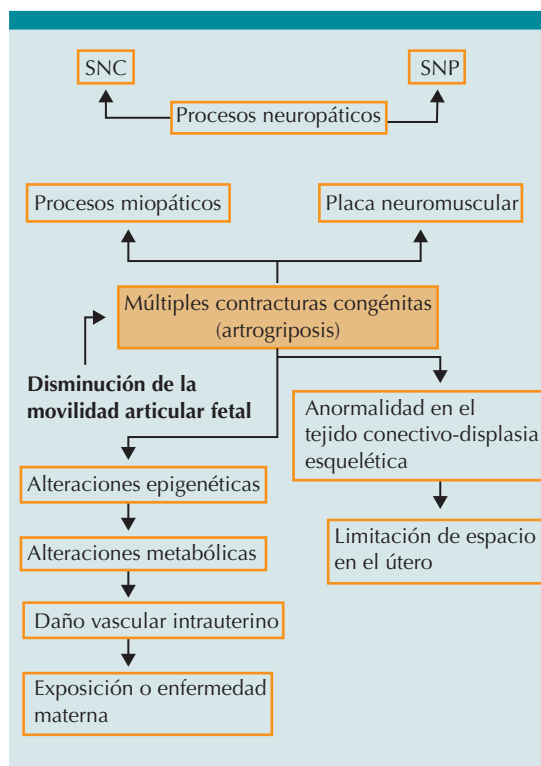 SNC
SNP
Procesos neuropáticos
Procesos miopáticos
Placa neuromuscular
Múltiples contracturas congénitas
(artrogriposis)
Disminución de la
movilidad articular fetal
Anormalidad en el
tejido conectivo-displasia
esquelética
Alteraciones epigenéticas
Limitación de espacio
en el útero
Alteraciones metabólicas
Daño vascular intrauterino
Exposición o enfermedad
materna